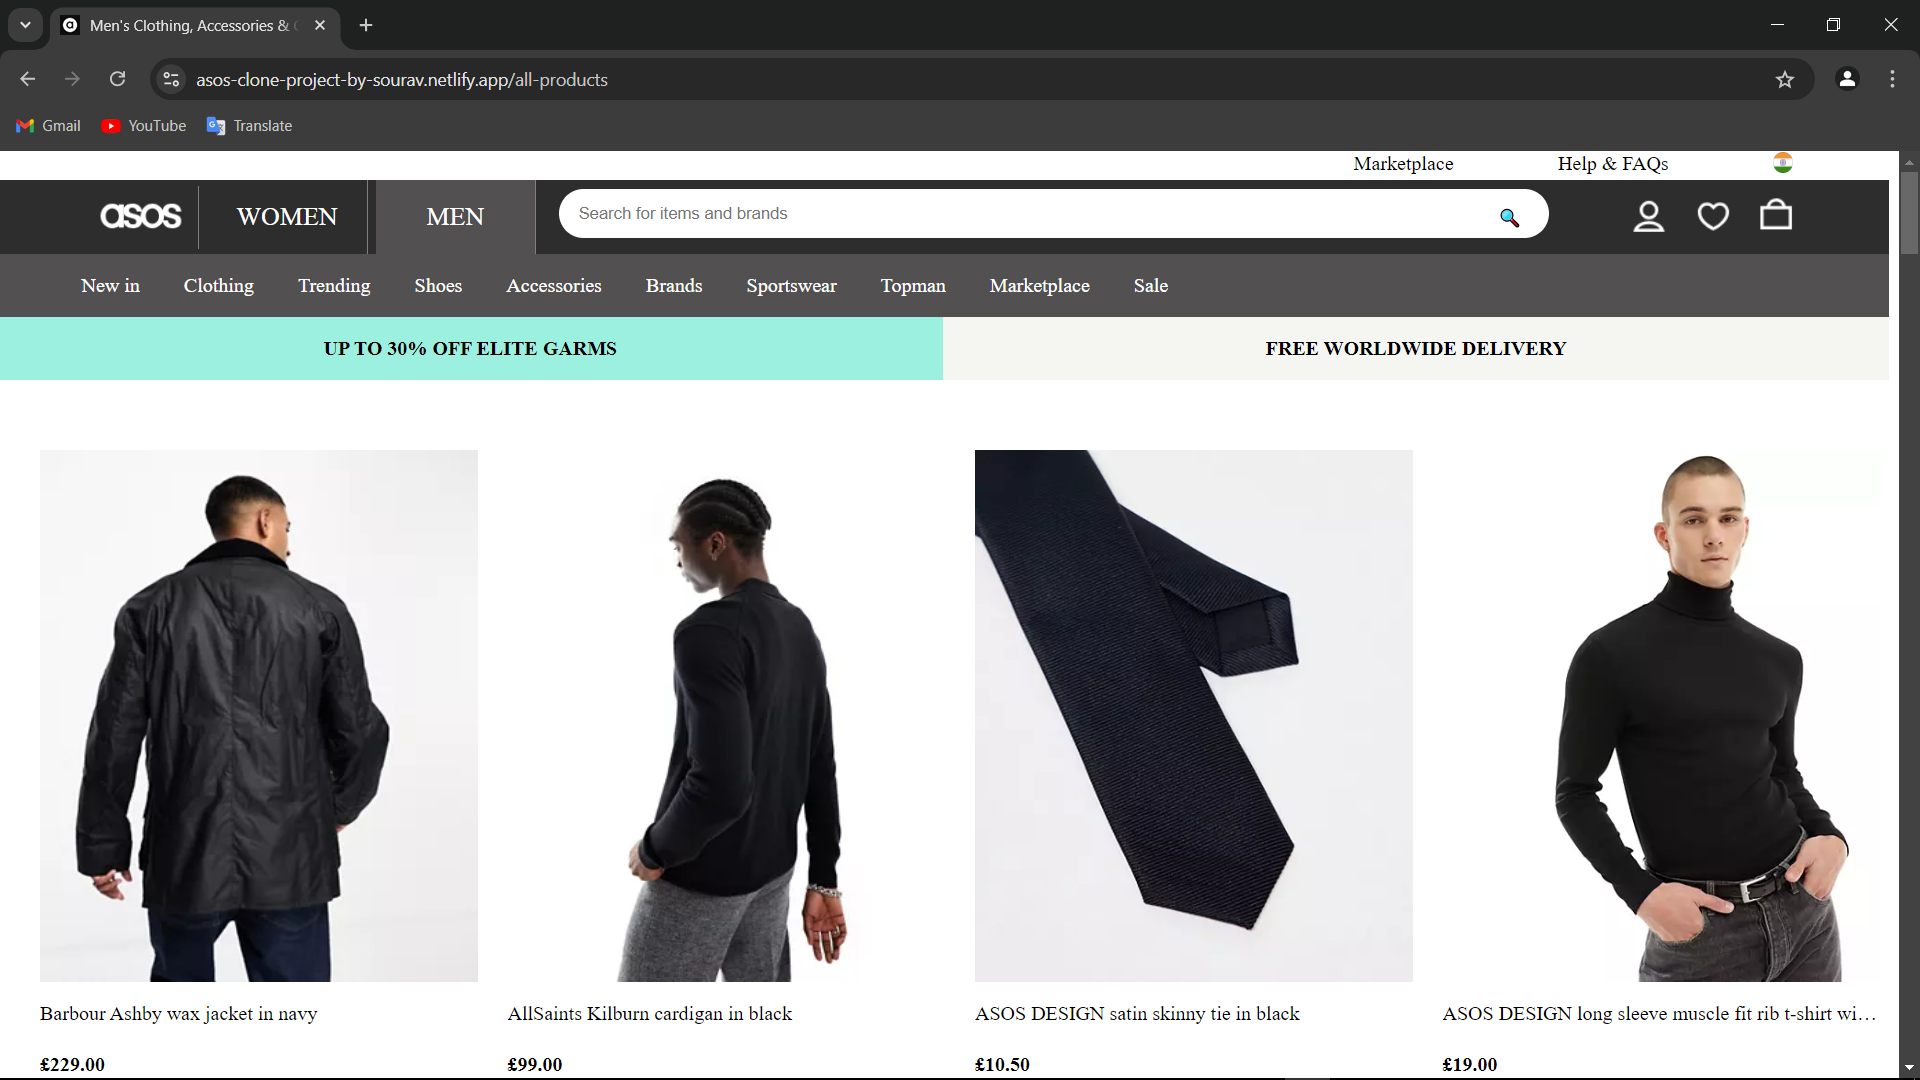 Men's Clothing, Accessories &
asos-clone-project-by-sourav.netlify.app/all-products
Gmail YouTube Translate
Marketplace Help & FAQs
asos WOMEN MEN Search for items and brands
New in Clothing Trending Shoes Accessories Brands Sportswear Topman Marketplace Sale
UP TO 30% OFF ELITE GARMS FREE WORLDWIDE DELIVERY
Barbour Ashby wax jacket in navy
£229.00
AllSaints Kilburn cardigan in black
£99.00
ASOS DESIGN satin skinny tie in black
£10.50
ASOS DESIGN long sleeve muscle fit rib t-shirt wi...
£19.00